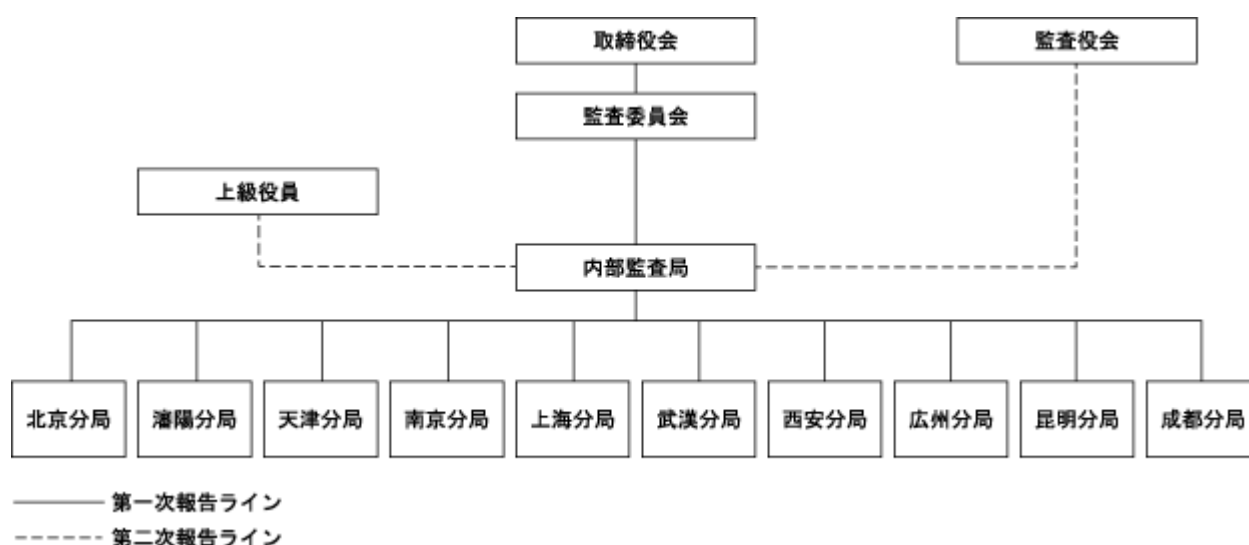 取締役会
監査役会
監査委員会
上級役員
内部監査局
北京分局
瀋陽分局
天津分局
南京分局
上海分局
武漢分局
西安分局
広州分局
昆明分局
成都分局
第一次報告ライン
第二次報告ライン